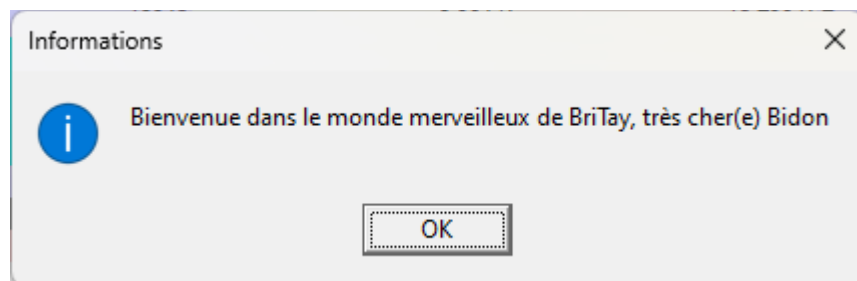 Informations
Bienvenue dans le monde merveilleux de BriTay, très cher(e) Bidon
OK